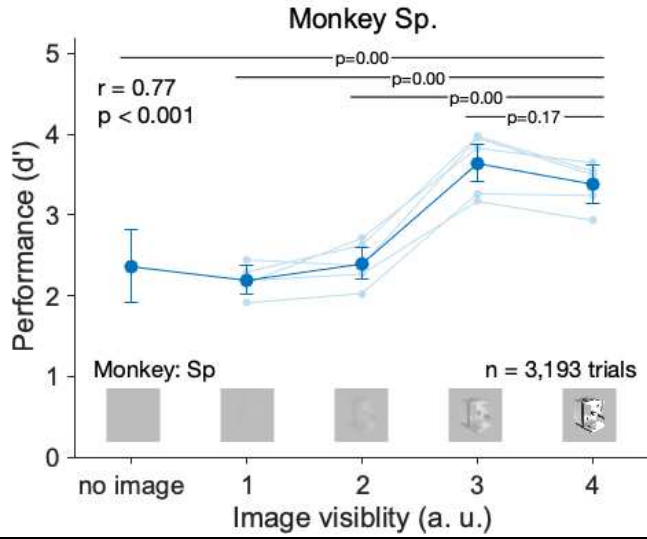 Monkey Sp.
5
4
3
2
1
0
Performance (d')
r = 0.77
p < 0.001
p=0.00
p=0.00
p=0.00
p=0.17
Monkey: Sp
n = 3,193 trials
no image 1 2 3 4
Image visiblity (a. u.)